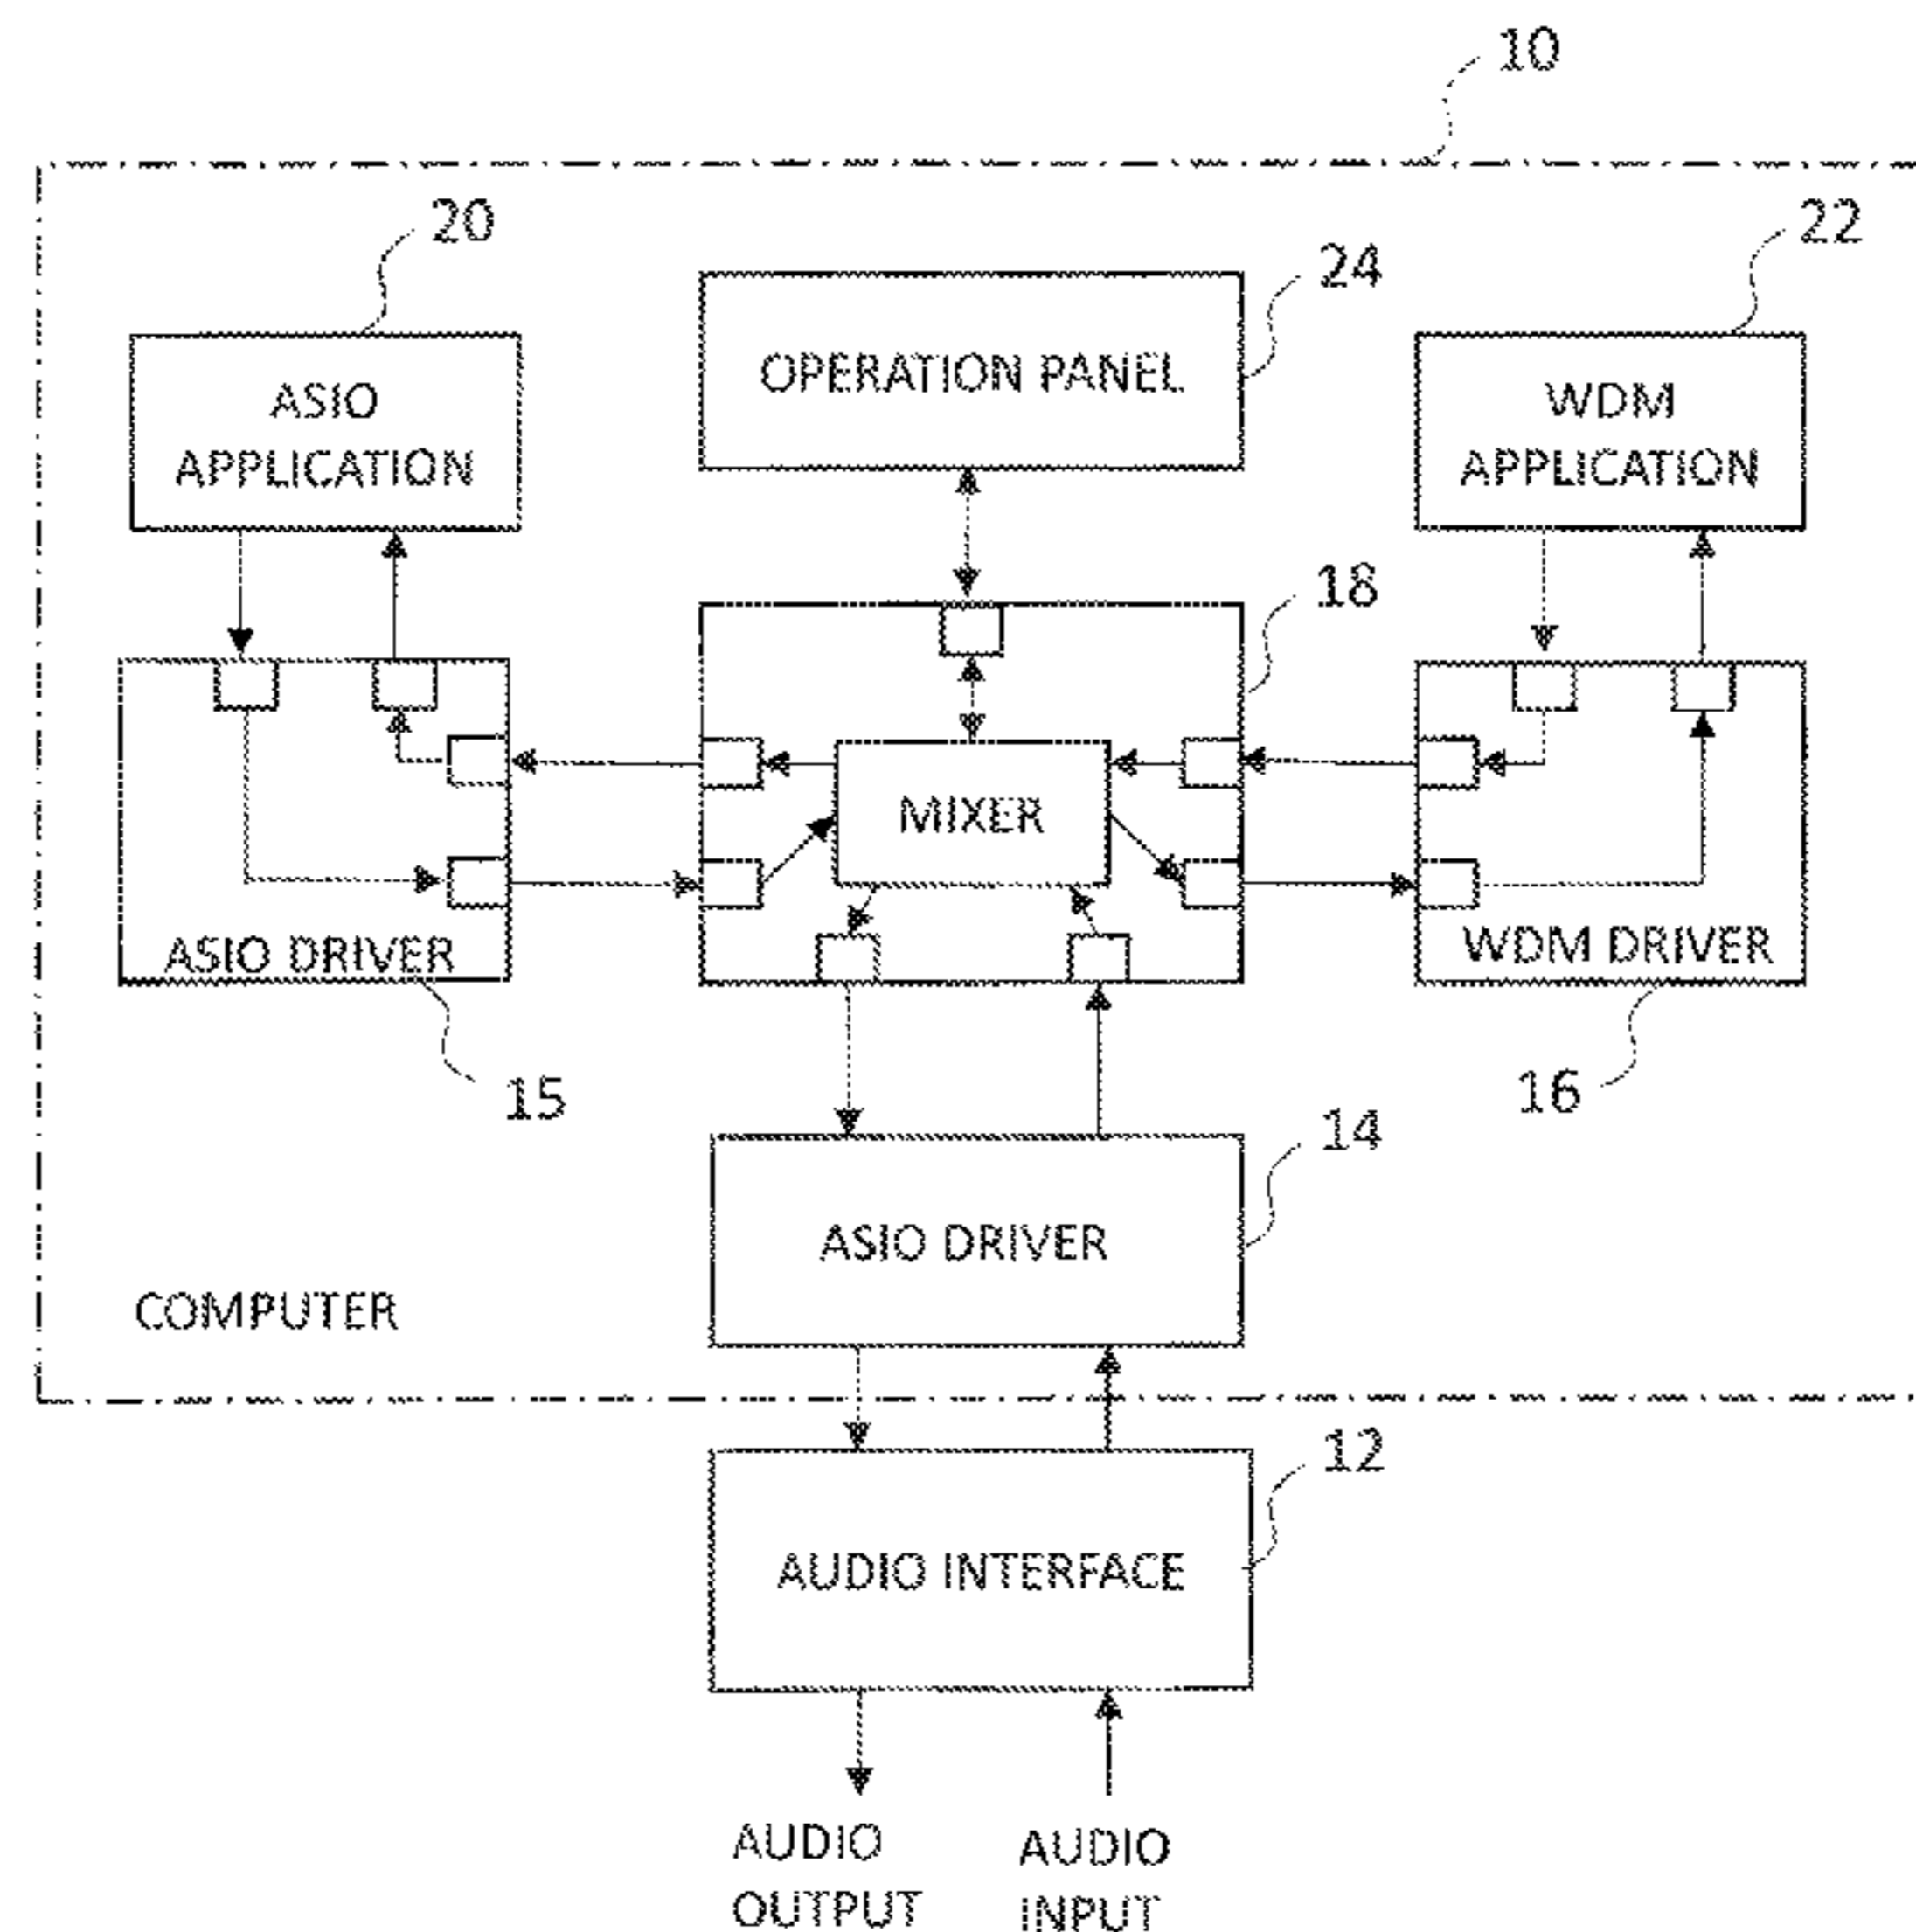 10
20
24
22
ASIO
APPLICATION
OPERATION PANEL
WDM
APPLICATION
18
MIXER
ASIO DRIVER
WDM DRIVER
15
16
14
ASIO DRIVER
COMPUTER
12
AUDIO INTERFACE
AUDIO
OUTPUT
AUDIO
INPUT